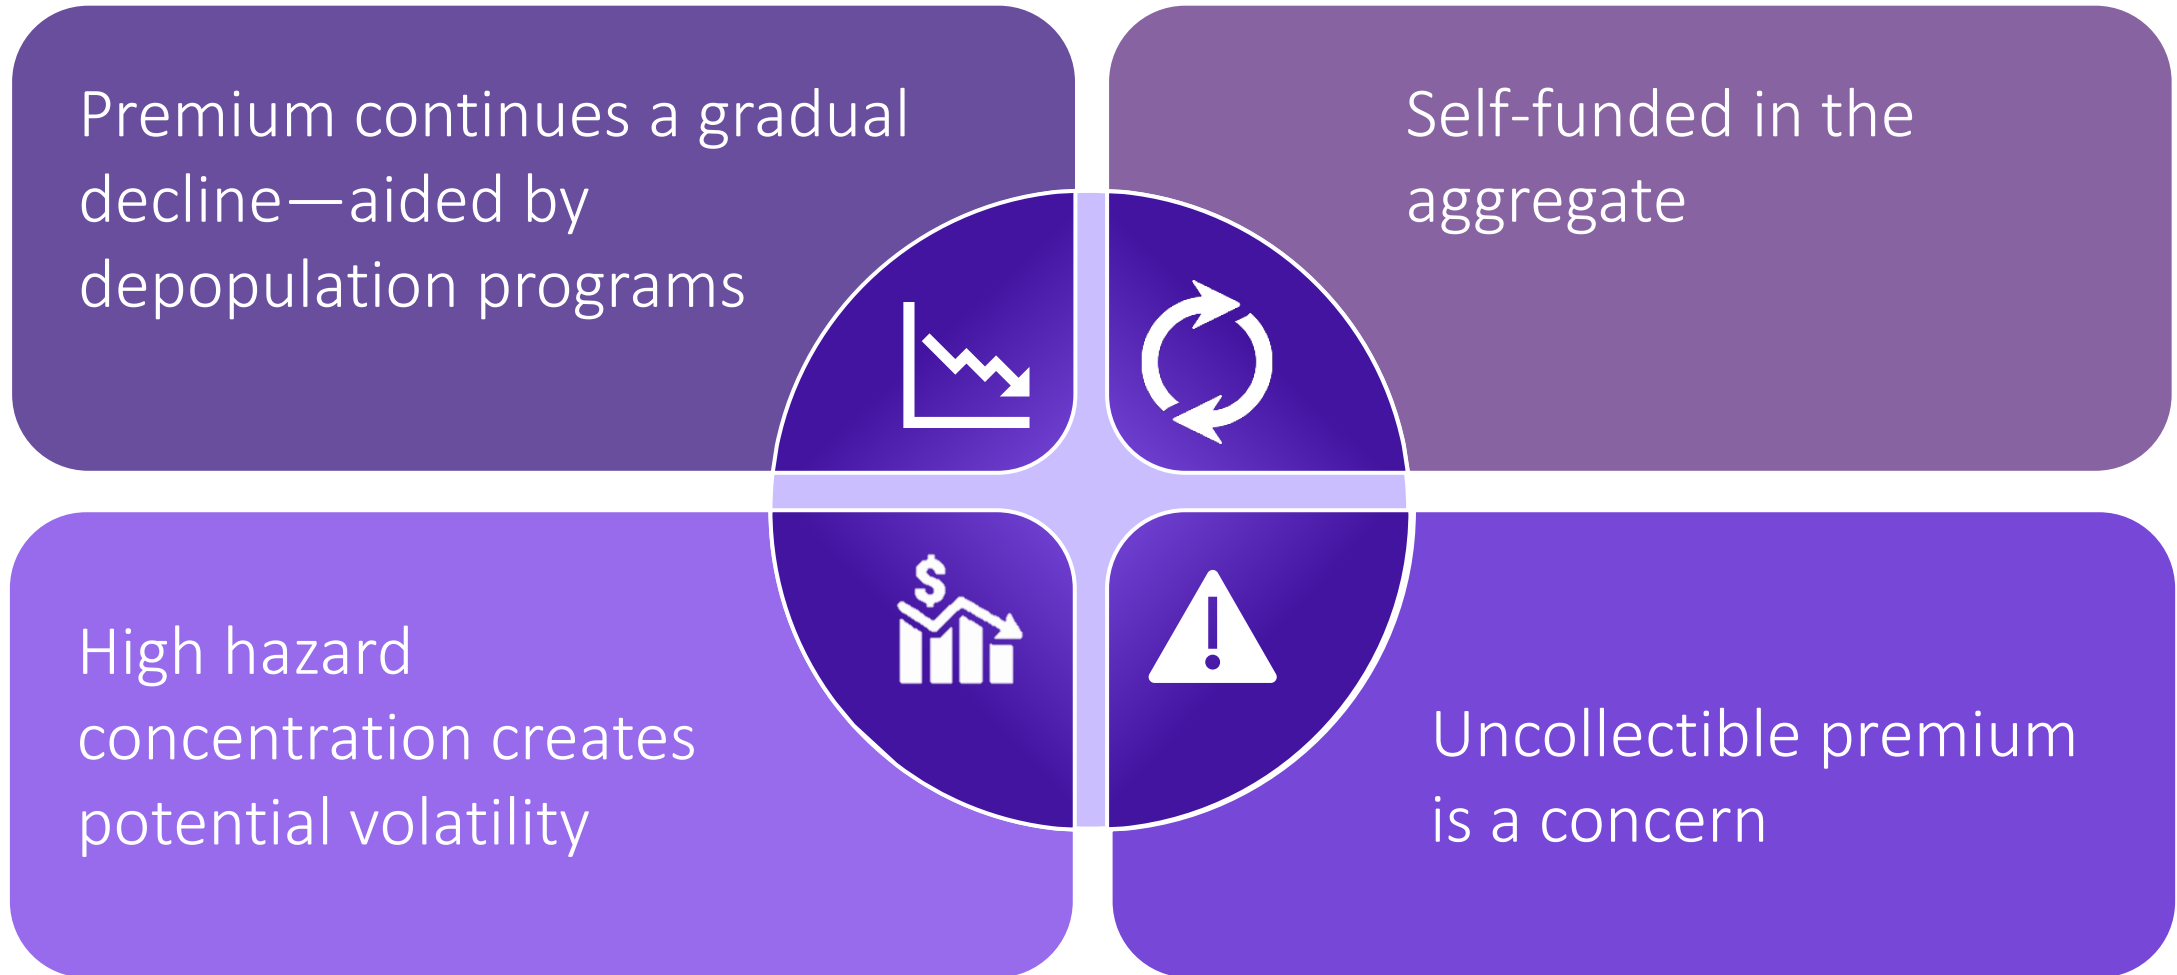 Premium continues a gradual
decline—aided by
depopulation programs
Self-funded in the
aggregate
$
High hazard
concentration creates
potential volatility
!
Uncollectible premium
is a concern